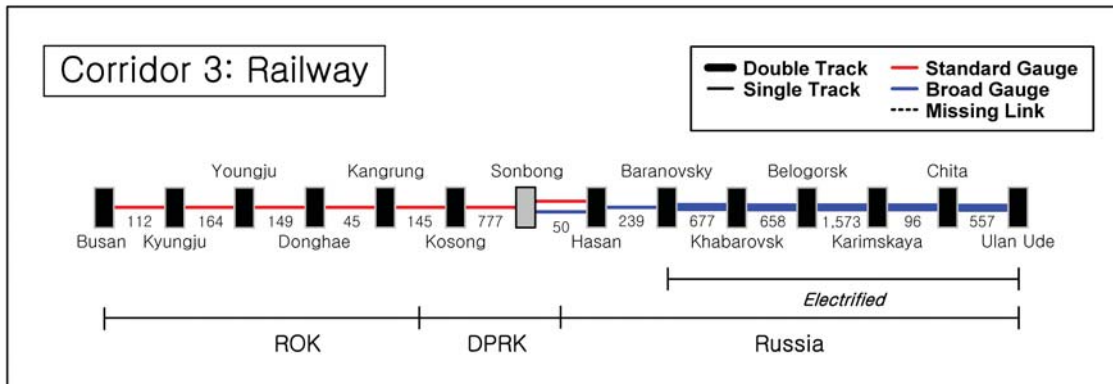 Corridor 3: Railway
Double Track
Single Track
Standard Gauge
Broad Gauge
Missing Link
Youngju
Kangrung
Sonbong
Baranovsky
Belogorsk
Chita
112
164
149
45
145
777
50
239
677
658
1,573
96
557
Busan
Kyungju
Donghae
Kosong
Hasan
Khabarovsk
Karimskaya
Ulan Ude
Electrified
ROK
DPRK
Russia